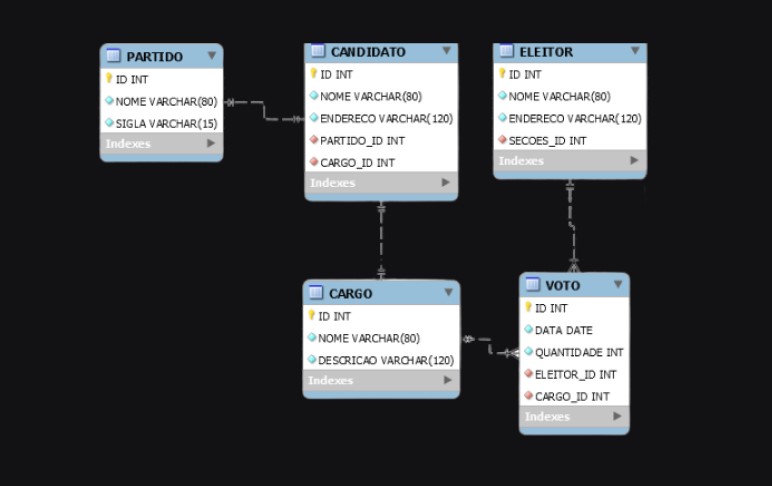 PARTIDO
ID INT
NOME VARCHAR(80)
SIGLA VARCHAR(15)
Indexes
CANDIDATO
ID INT
NOME VARCHAR(80)
ENDERECO VARCHAR(120)
PARTIDO_ID INT
CARGO_ID INT
Indexes
ELEITOR
ID INT
NOME VARCHAR(80)
ENDERECO VARCHAR(120)
SECOES_ID INT
Indexes
CARGO
ID INT
NOME VARCHAR(80)
DESCRICAO VARCHAR(120)
Indexes
VOTO
ID INT
DATA DATE
QUANTIDADE INT
ELEITOR_ID INT
CARGO_ID INT
Indexes